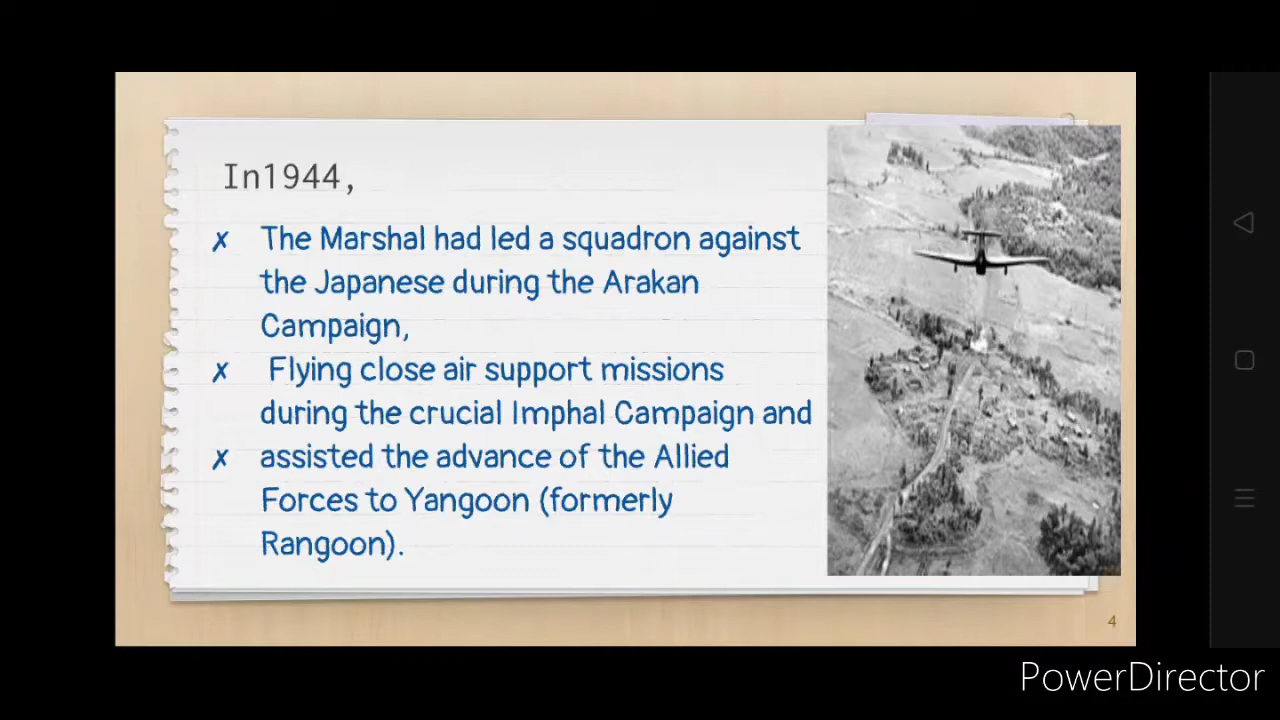 In1944,
✗ The Marshal had led a squadron against
the Japanese during the Arakan
Campaign,
✗ Flying close air support missions
during the crucial Imphal Campaign and
✗ assisted the advance of the Allied
Forces to Yangoon (formerly
Rangoon).
4
PowerDirector